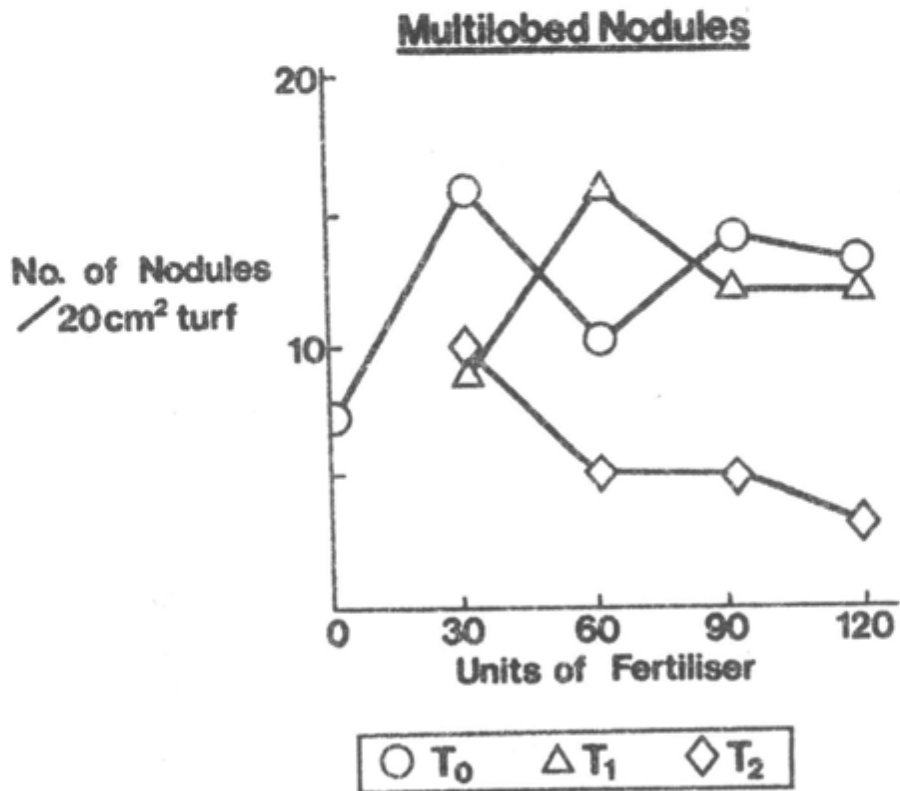 Multilobed Nodules
20
No. of Nodules
/20cm² turf
10
0 30 60 90 120
Units of Fertiliser
T₀ T₁ T₂